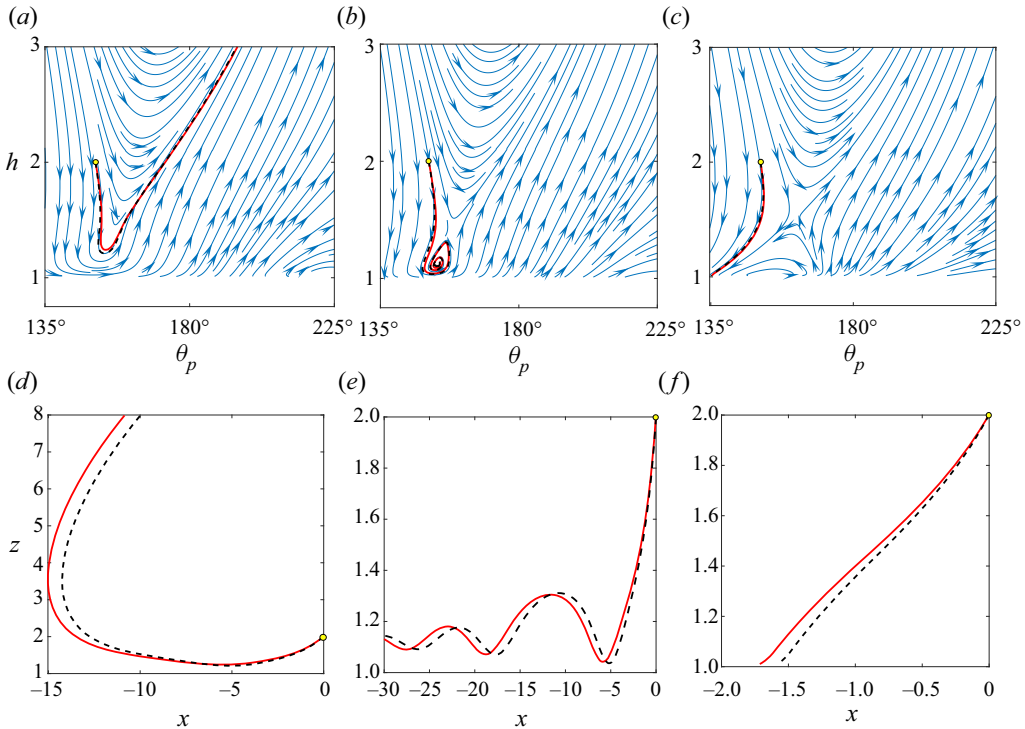 (a) (b) (c)
3 3 3
h 2 2 2
1 1 1
135° 180° 225° 135° 180° 225° 135° 180° 225°
θp θp θp
(d) (e) (f)
8 2.0 2.0
7
1.8 1.8
6
5 1.6 1.6
z 4
1.4 1.4
3
2 1.2 1.2
1 1.0 1.0
−15 −10 −5 0 −30 −25 −20 −15 −10 −5 0 −2.0 −1.5 −1.0 −0.5 0
x x x